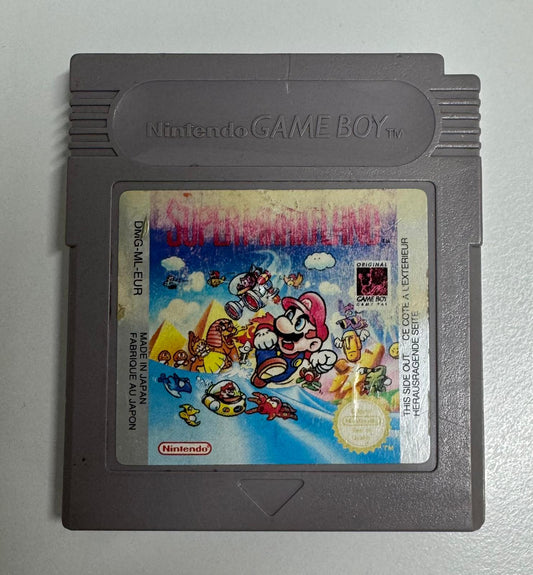 Nintendo GAME BOY TM
SUPER MARIO LAND
DMG-ML-EUR
MADE IN JAPAN
FABRIQUE AU JAPON
ORIGINAL
GAME BOY
Nintendo
THIS SIDE OUT CE COTE A L'EXTERIEUR
HERAUSRAGENDE SEITE